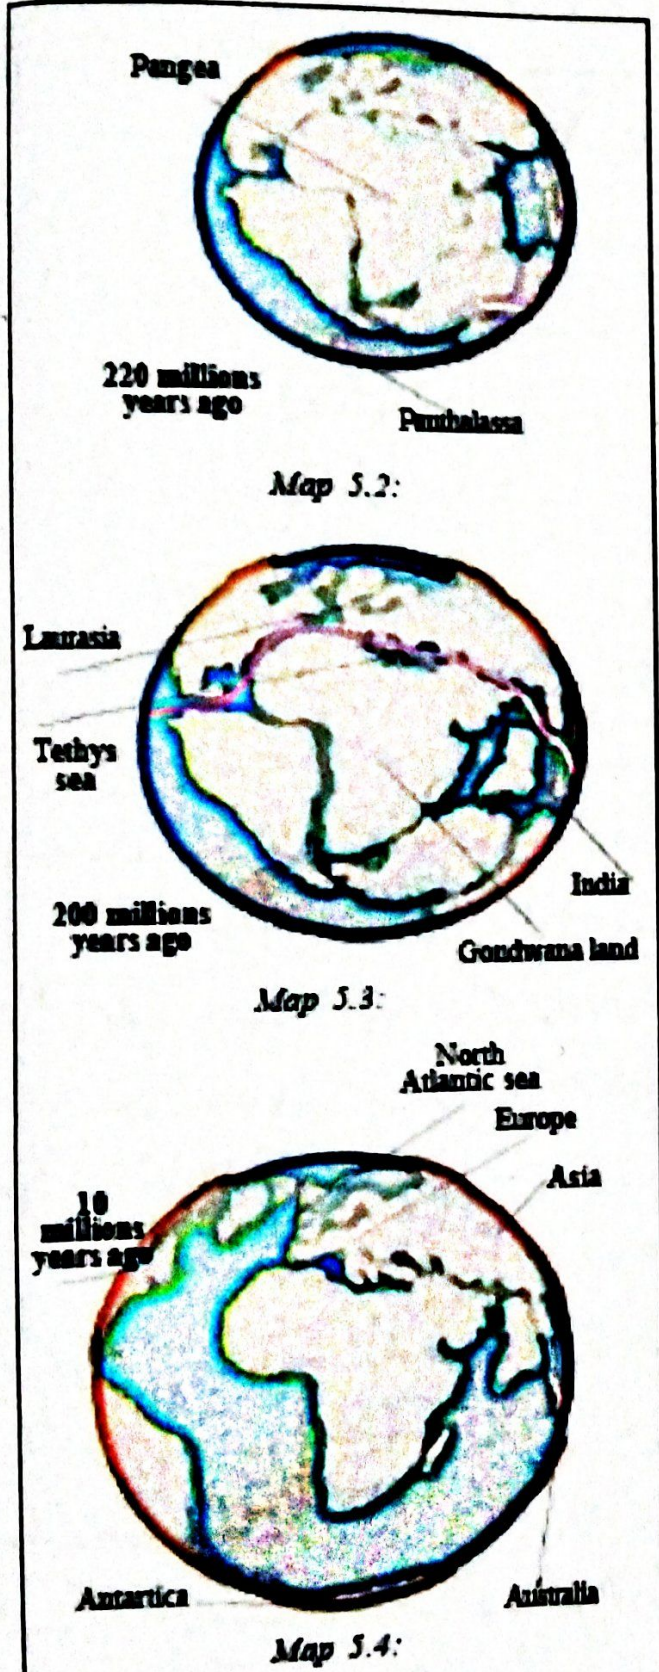 Pangea
220 millions
years ago
Panthalassa
Map 5.2:
Laurasia
Tethys
sea
India
200 millions
years ago
Gondwana land
Map 5.3:
North
Atlantic sea
Europe
Asia
10
millions
years ago
Antartica
Australia
Map 5.4: